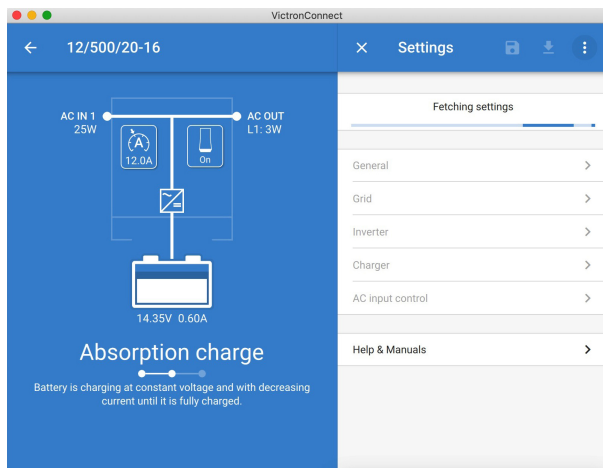 VictronConnect
12/500/20-16
AC IN 1
25W
AC OUT
L1: 3W
(A)
12.0A
On
14.35V 0.60A
Absorption charge
Battery is charging at constant voltage and with decreasing
current until it is fully charged.
Settings
Fetching settings
General
Grid
Inverter
Charger
AC input control
Help & Manuals